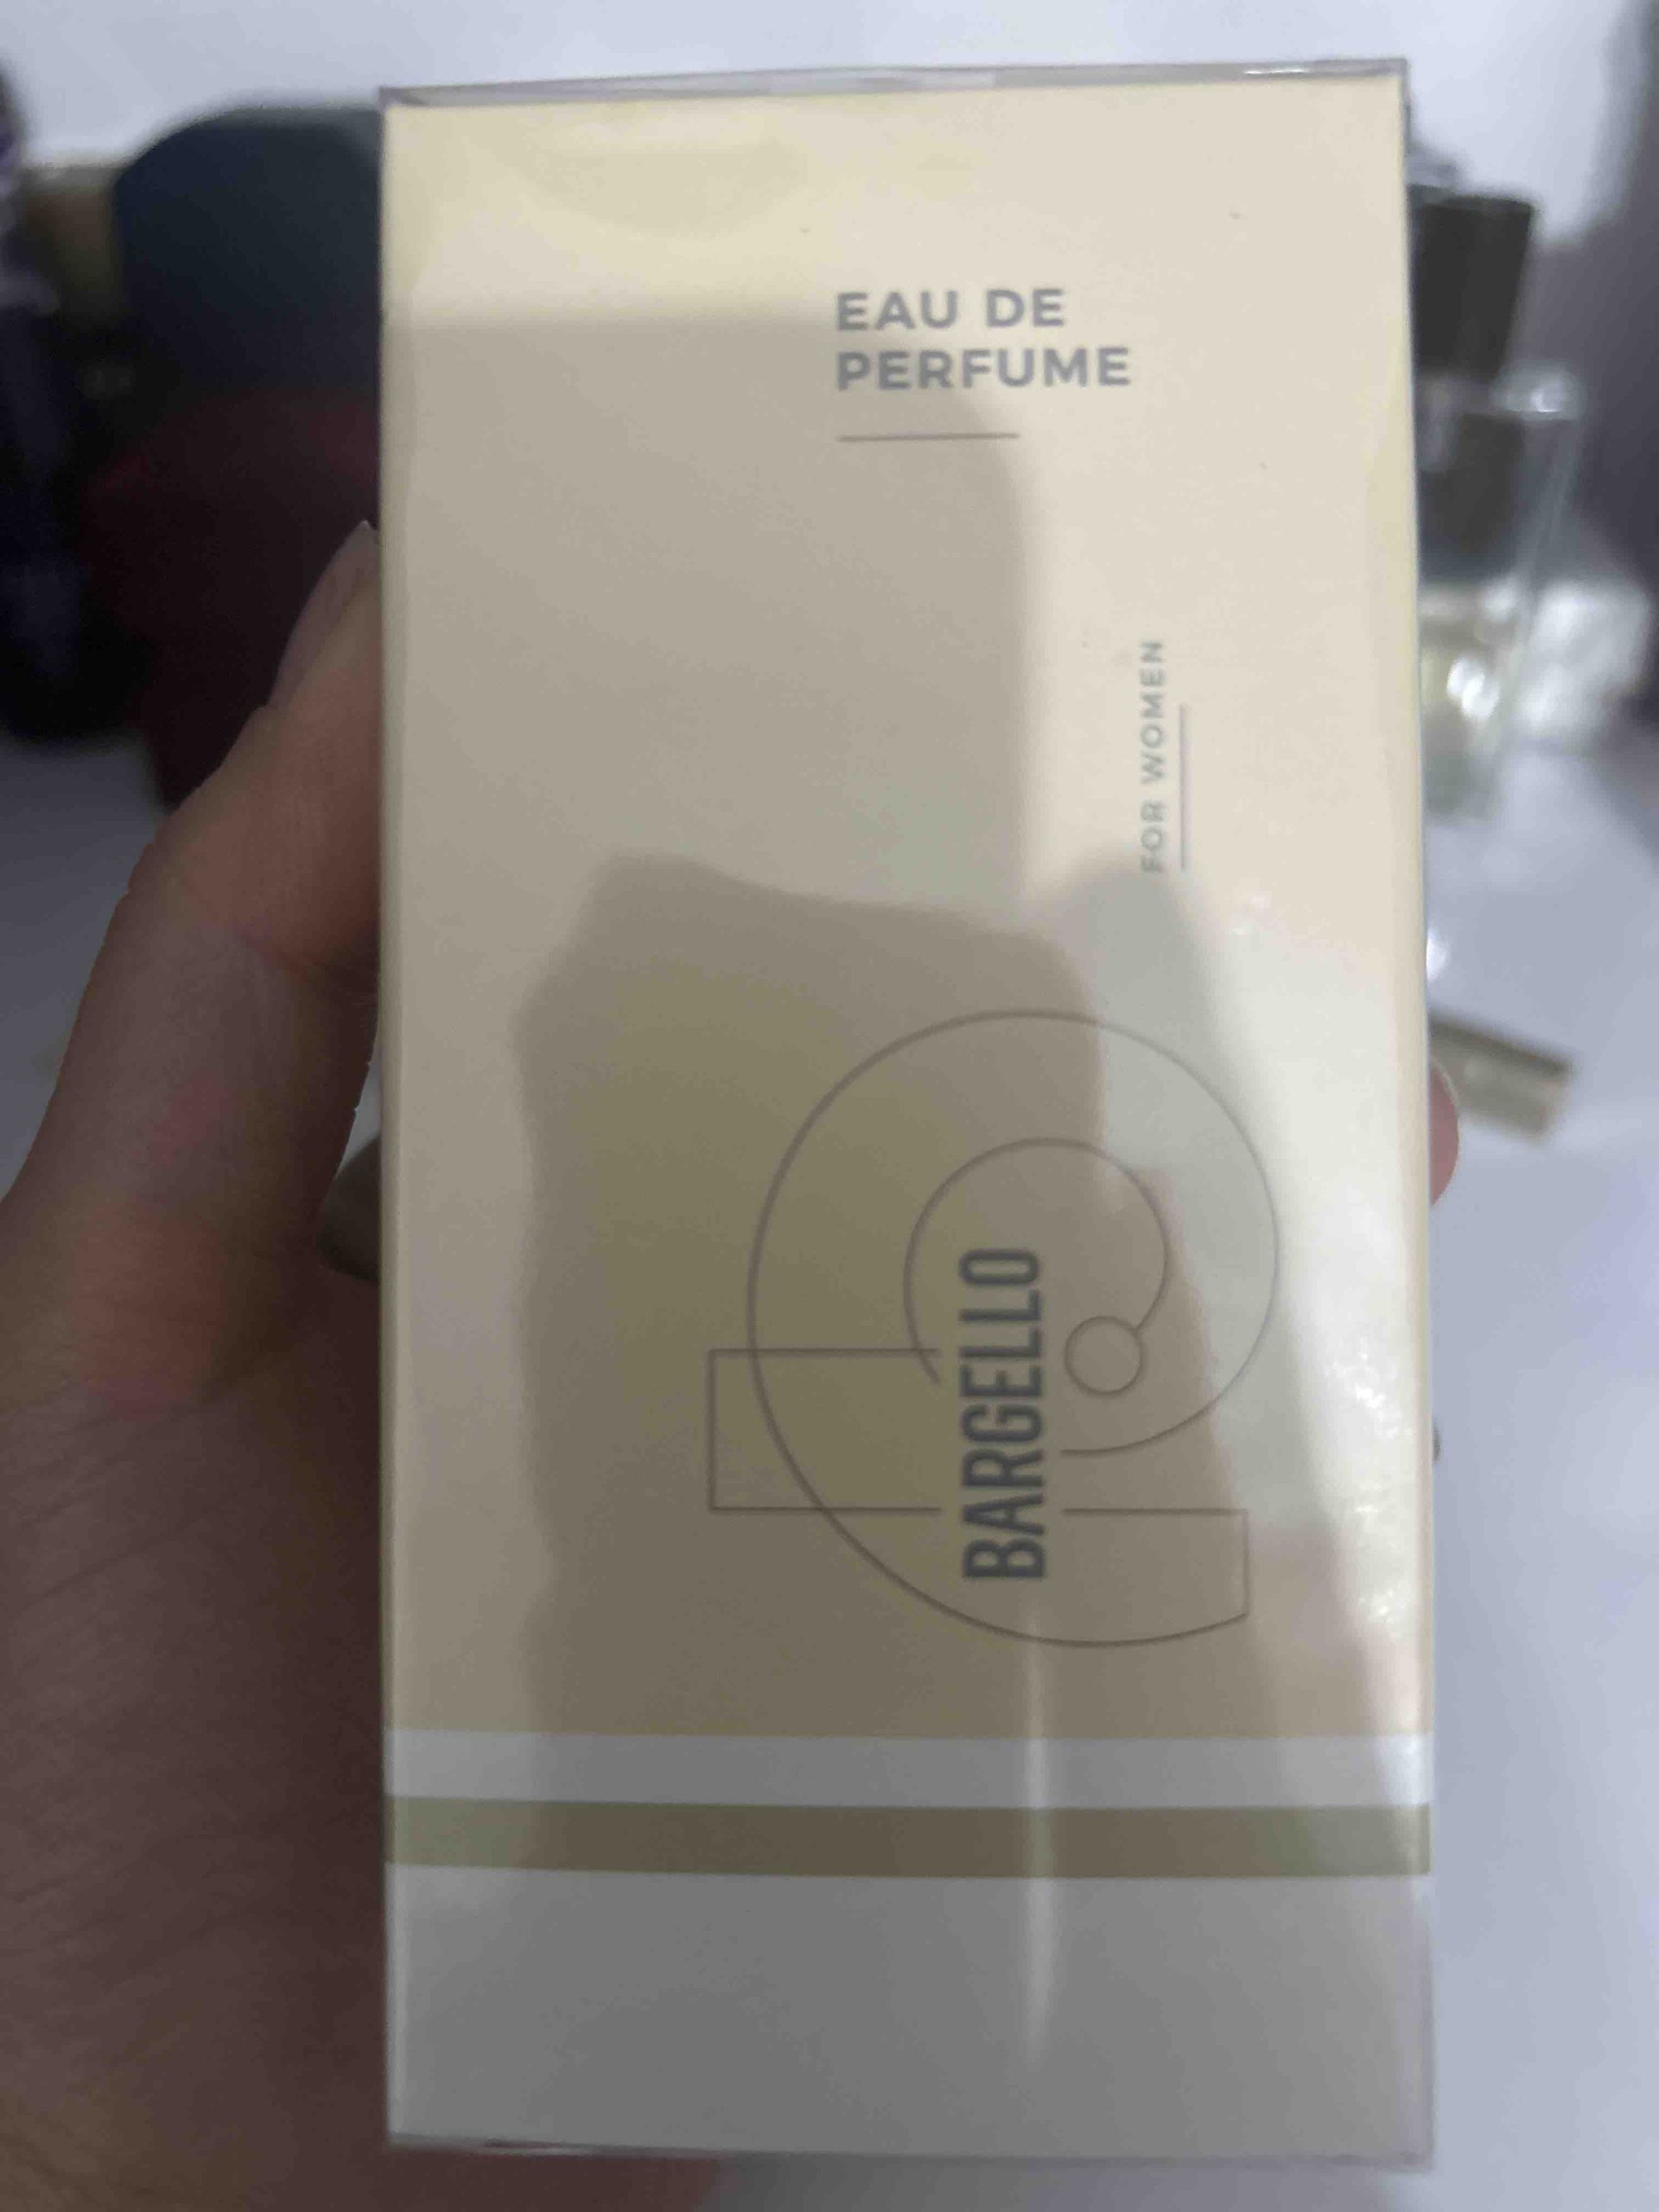 EAU DE
PERFUME
FOR WOMEN
BARGELLO